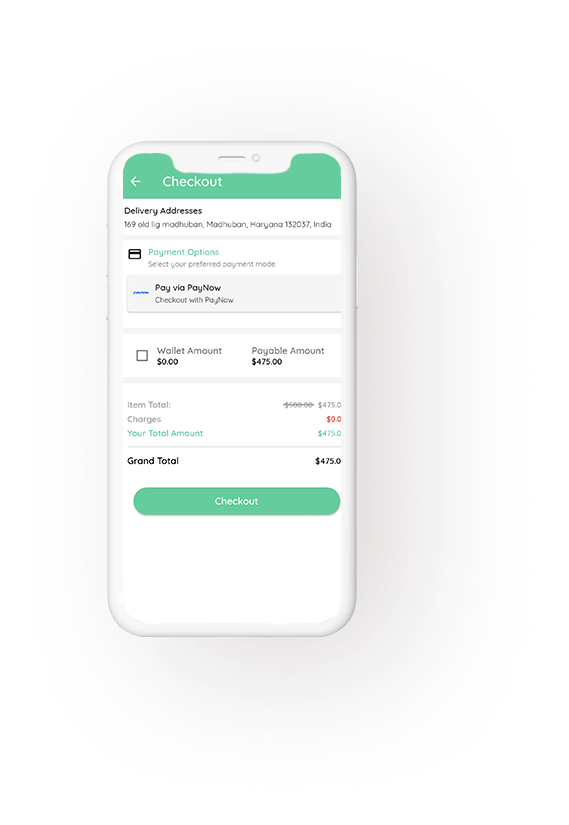 Checkout
Delivery Addresses
169 old lig madhuban, Madhuban, Haryana 132037, India
Payment Options
Select your preferred payment mode
Pay via PayNow
Checkout with PayNow
Wallet Amount Payable Amount
$0.00 $475.00
Item Total: $500.00 $475.0
Charges $0.0
Your Total Amount $475.0
Grand Total $475.0
Checkout